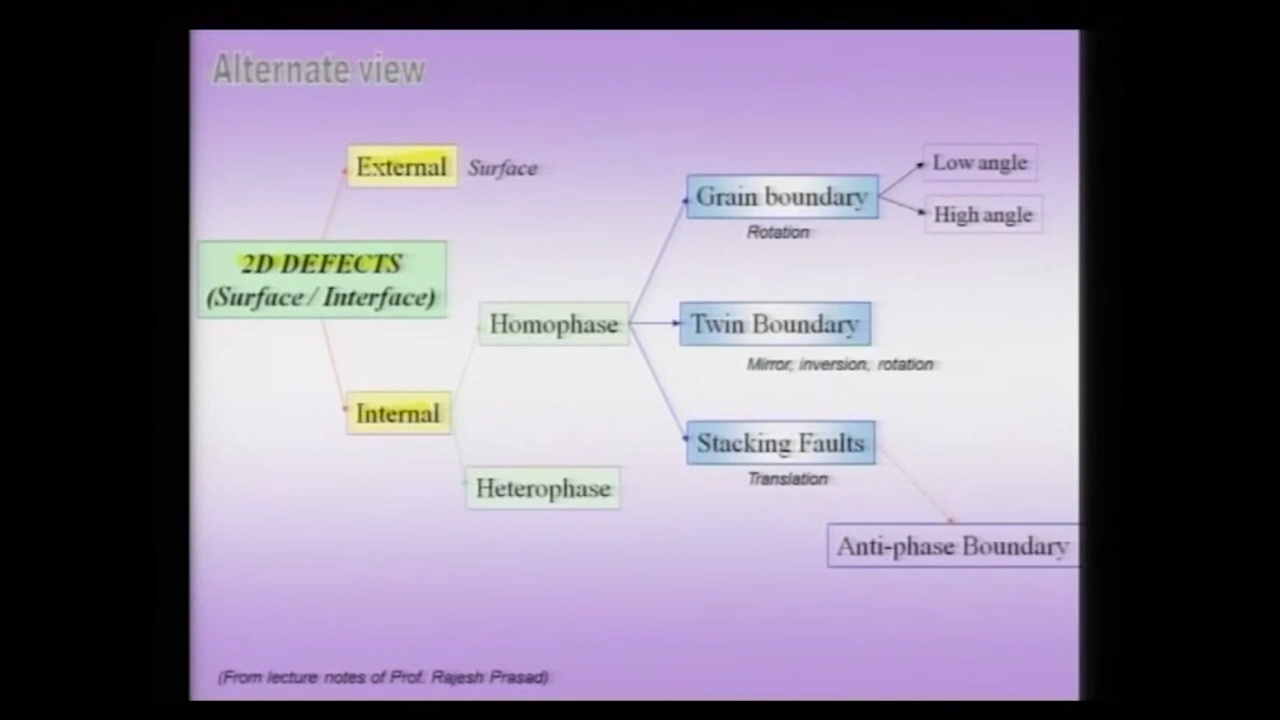 Alternate view
External
Surface
2D DEFECTS
(Surface / Interface)
Internal
Homophase
Heterophase
Grain boundary
Rotation
Low angle
High angle
Twin Boundary
Mirror, inversion, rotation
Stacking Faults
Translation
Anti-phase Boundary
(From lecture notes of Prof. Rajesh Prasad)